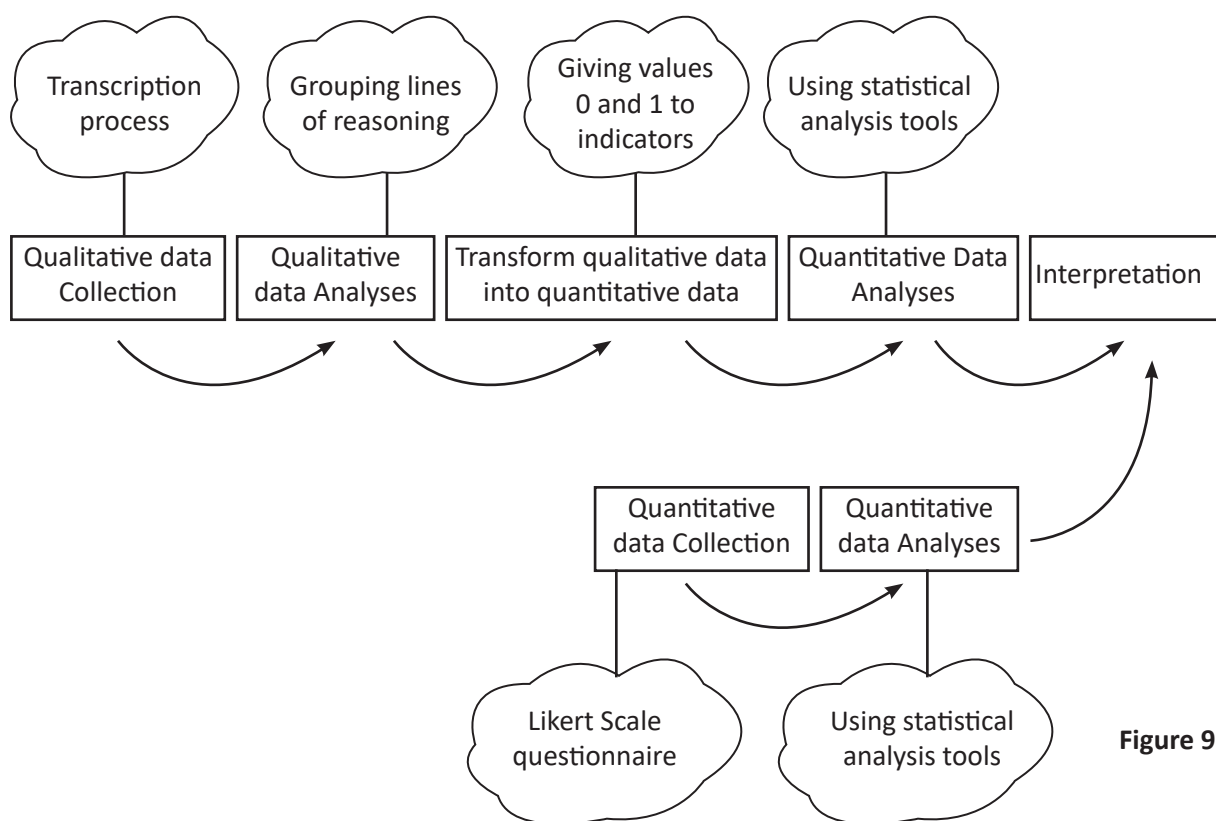 Transcription
process
Grouping lines
of reasoning
Giving values
0 and 1 to
indicators
Using statistical
analysis tools
Qualitative data
Collection
Qualitative
data Analyses
Transform qualitative data
into quantitative data
Quantitative Data
Analyses
Interpretation
Quantitative
data Collection
Quantitative
data Analyses
Likert Scale
questionnaire
Using statistical
analysis tools
Figure 9